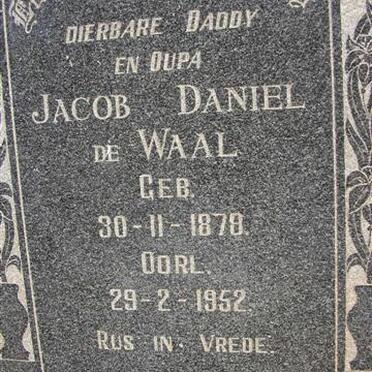 DIERBARE DADDY
EN OUPA
JACOB DANIEL
DE WAAL
GEB.
30-11-1878.
OORL.
29-2-1952.
RUS IN VREDE.